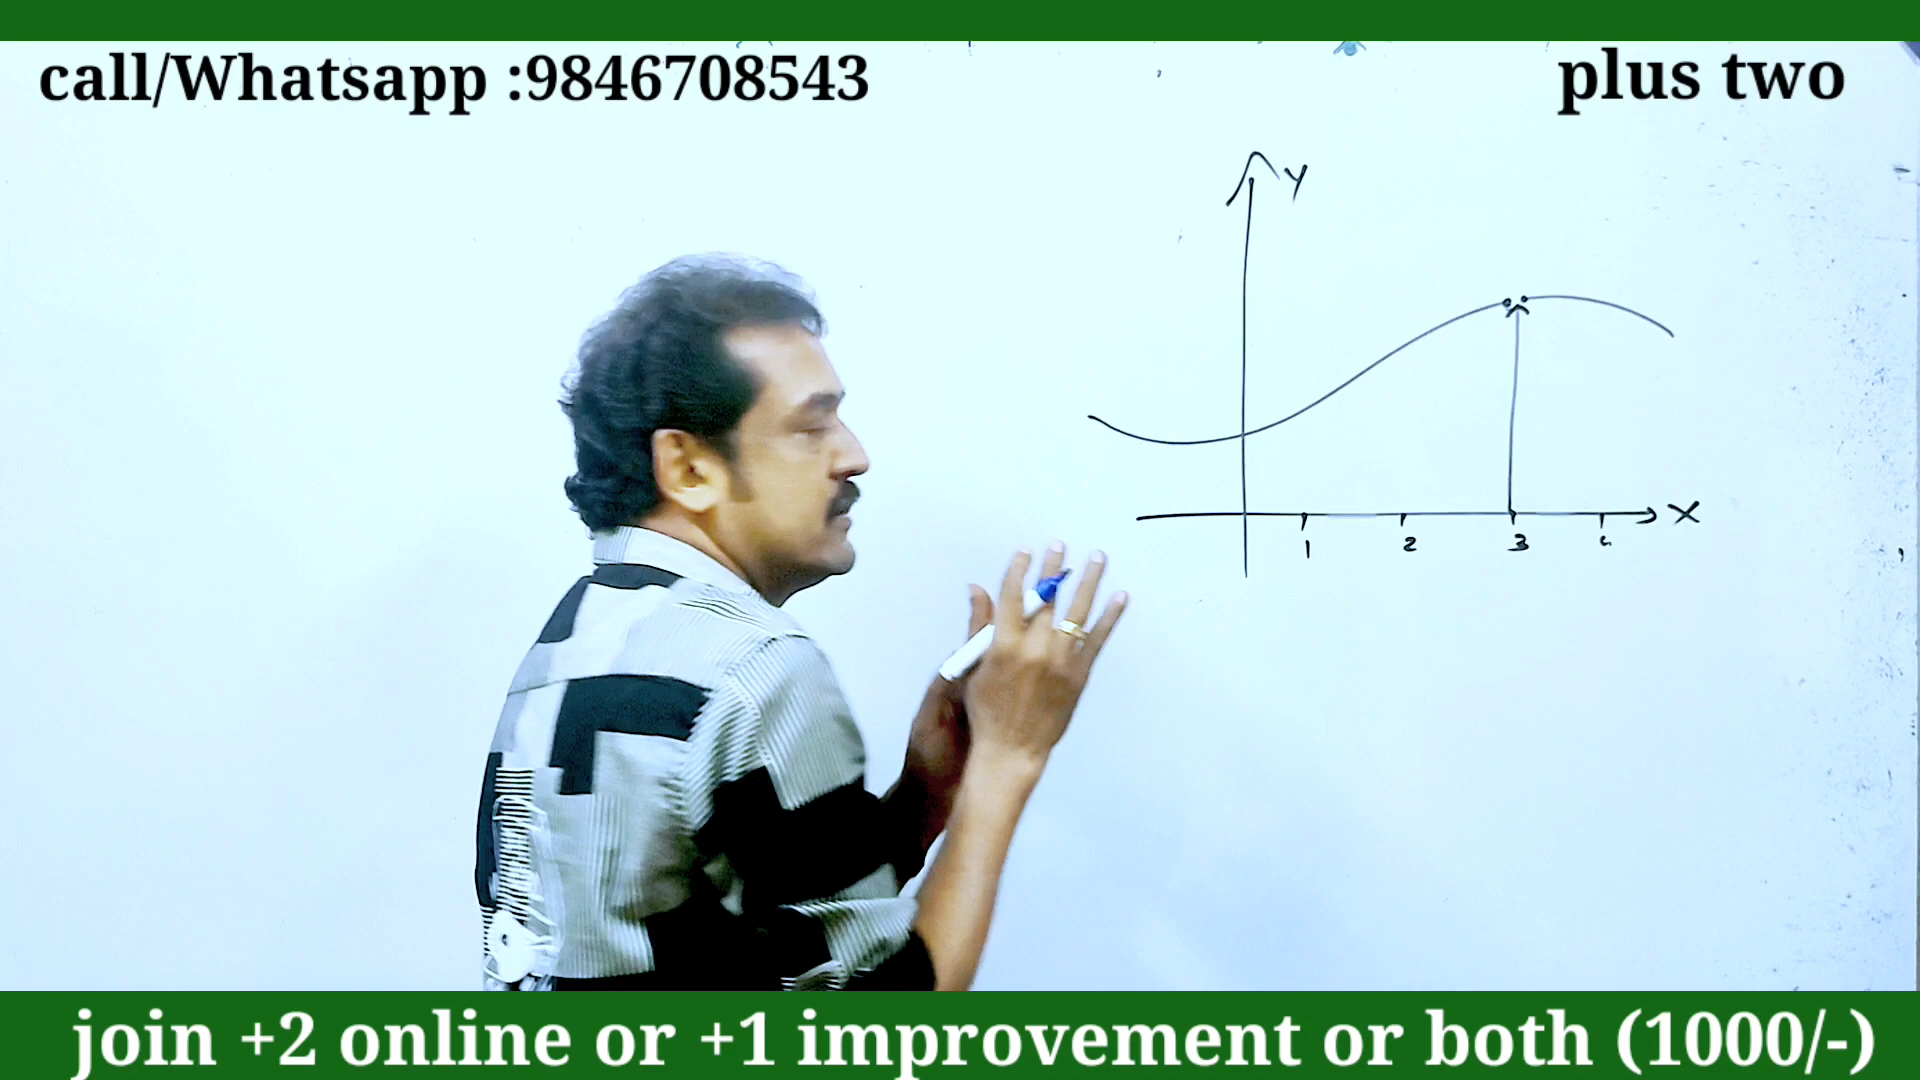 call/Whatsapp :9846708543
plus two
Y
X
1 2 3
join +2 online or +1 improvement or both (1000/-)